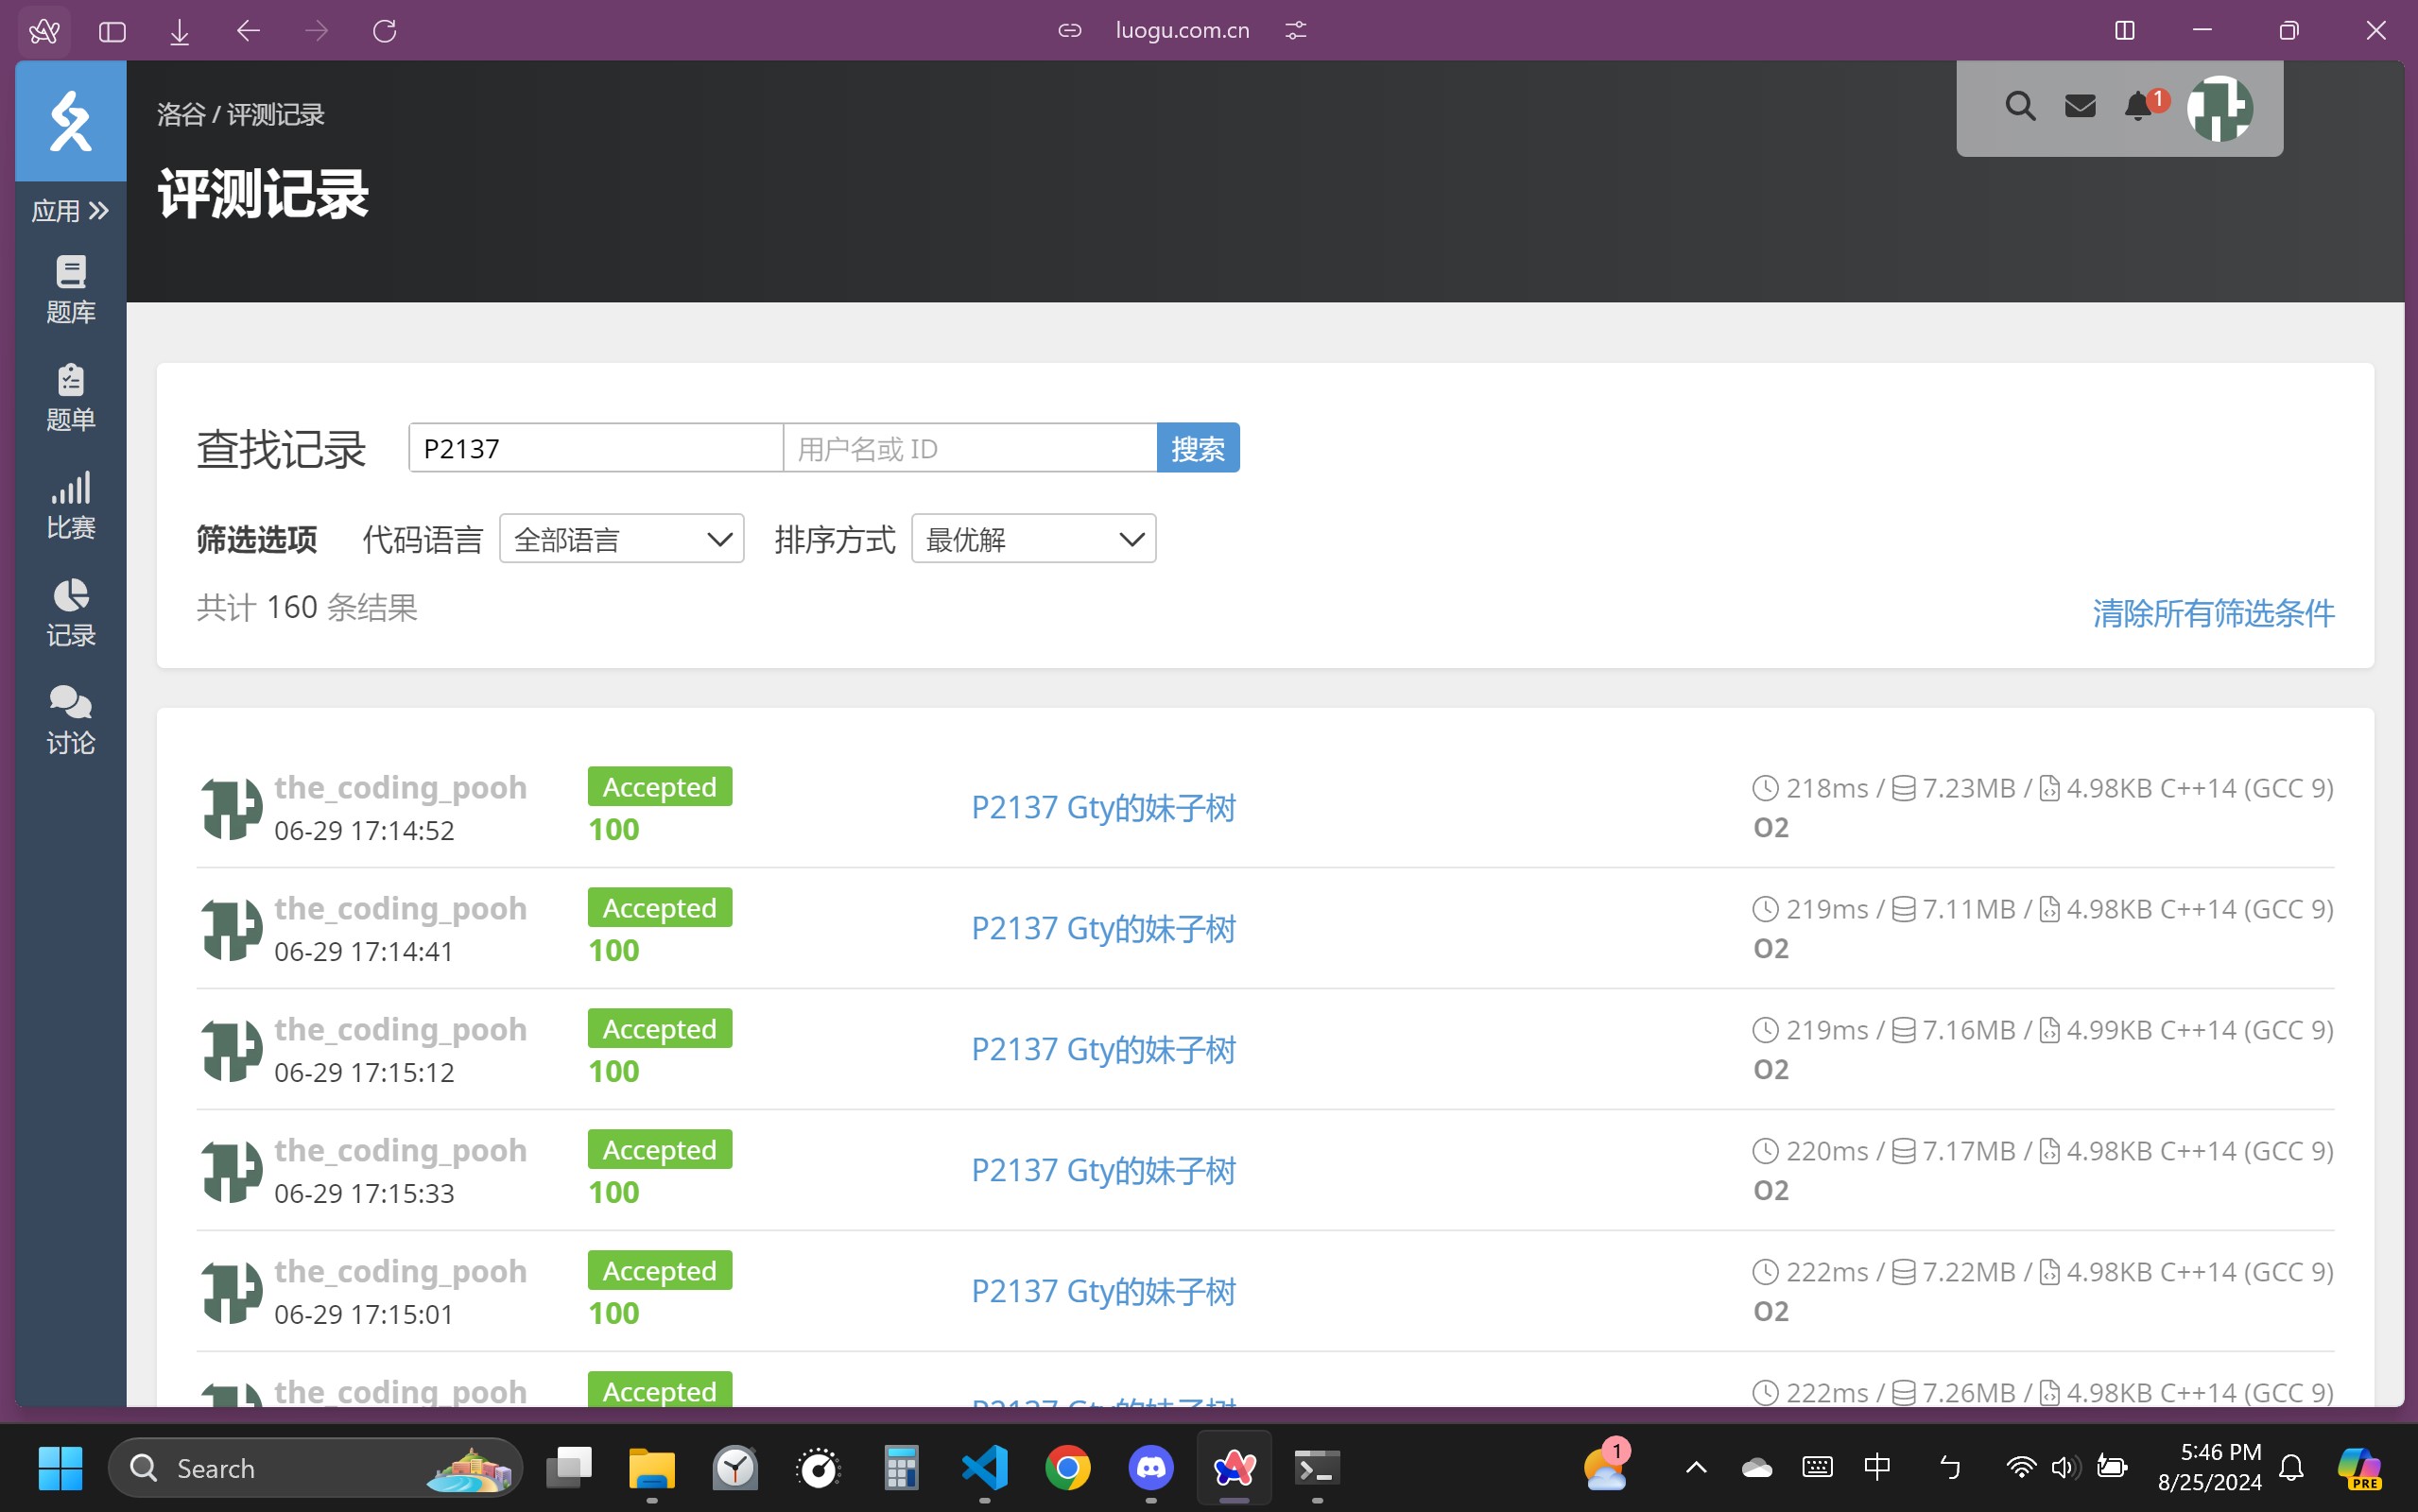 luogu.com.cn
洛谷 / 评测记录
1
评测记录
应用
题库
题单
比赛
记录
讨论
查找记录 P2137 用户名或 ID 搜索
筛选选项 代码语言 全部语言 排序方式 最优解
共计 160 条结果
清除所有筛选条件
the_coding_pooh Accepted P2137 Gty的妹子树 218ms / 7.23MB / 4.98KB C++14 (GCC 9)
06-29 17:14:52 100 O2
the_coding_pooh Accepted P2137 Gty的妹子树 219ms / 7.11MB / 4.98KB C++14 (GCC 9)
06-29 17:14:41 100 O2
the_coding_pooh Accepted P2137 Gty的妹子树 219ms / 7.16MB / 4.99KB C++14 (GCC 9)
06-29 17:15:12 100 O2
the_coding_pooh Accepted P2137 Gty的妹子树 220ms / 7.17MB / 4.98KB C++14 (GCC 9)
06-29 17:15:33 100 O2
the_coding_pooh Accepted P2137 Gty的妹子树 222ms / 7.22MB / 4.98KB C++14 (GCC 9)
06-29 17:15:01 100 O2
the_coding_pooh Accepted P2137 Gty的妹子树 222ms / 7.26MB / 4.98KB C++14 (GCC 9)
Search
1
中
5:46 PM
8/25/2024
PRE